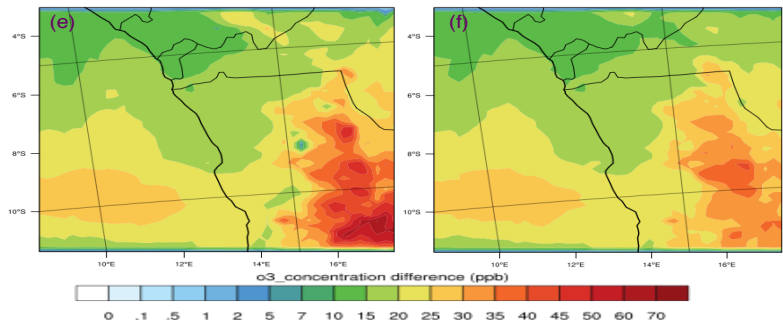 (e) (f)
4°S 4°S
6°S 6°S
8°S 8°S
10°S 10°S
10°E 12°E 14°E 16°E 10°E 12°E 14°E 16°E
o3_concentration difference (ppb)
0 .1 .5 1 2 5 7 10 15 20 25 30 35 40 45 50 60 70